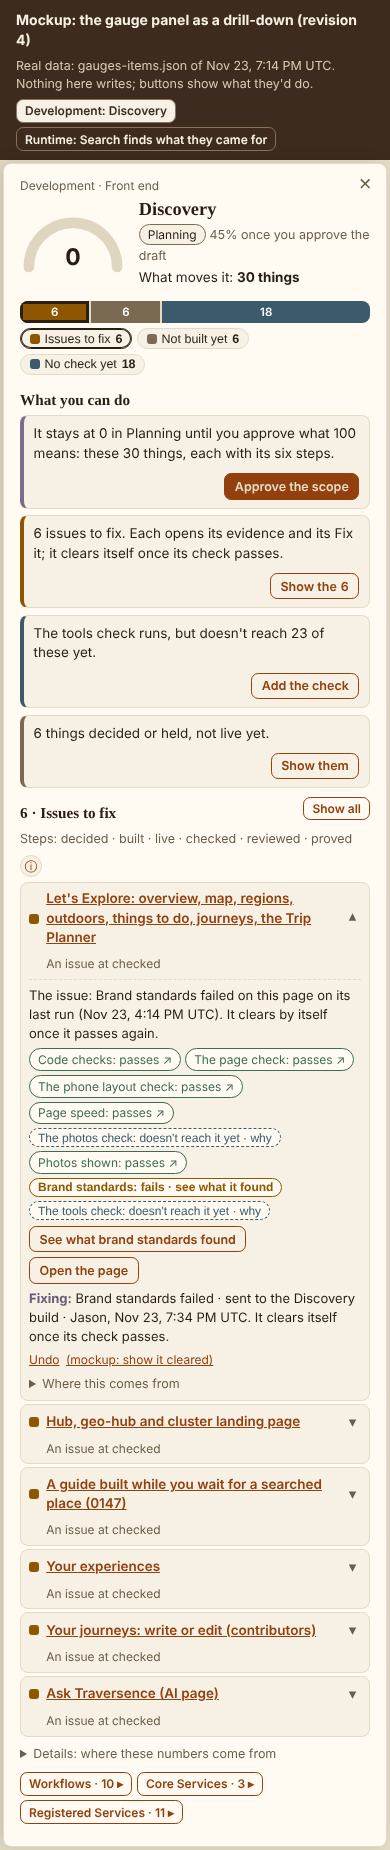 Mockup: the gauge panel as a drill-down (revision
4)
Real data: gauges-items.json of Nov 23, 7:14 PM UTC.
Nothing here writes; buttons show what they'd do.
Development: Discovery
Runtime: Search finds what they came for
Development · Front end
✕
Discovery
0
Planning 45% once you approve the
draft
What moves it: 30 things
6 6 18
Issues to fix 6 Not built yet 6
No check yet 18
What you can do
It stays at 0 in Planning until you approve what 100
means: these 30 things, each with its six steps.
Approve the scope
6 issues to fix. Each opens its evidence and its Fix
it; it clears itself once its check passes.
Show the 6
The tools check runs, but doesn't reach 23 of
these yet.
Add the check
6 things decided or held, not live yet.
Show them
6 · Issues to fix
Show all
Steps: decided · built · live · checked · reviewed · proved
ⓘ
Let's Explore: overview, map, regions,
outdoors, things to do, journeys, the Trip
Planner
▲
An issue at checked
The issue: Brand standards failed on this page on its
last run (Nov 23, 4:14 PM UTC). It clears by itself
once it passes again.
Code checks: passes ↗ The page check: passes ↗
The phone layout check: passes ↗
Page speed: passes ↗
The photos check: doesn't reach it yet · why
Photos shown: passes ↗
Brand standards: fails · see what it found
The tools check: doesn't reach it yet · why
See what brand standards found
Open the page
Fixing: Brand standards failed · sent to the Discovery
build · Jason, Nov 23, 7:34 PM UTC. It clears itself
once its check passes.
Undo (mockup: show it cleared)
▶ Where this comes from
Hub, geo-hub and cluster landing page ▼
An issue at checked
A guide built while you wait for a searched
place (0147)
▼
An issue at checked
Your experiences ▼
An issue at checked
Your journeys: write or edit (contributors) ▼
An issue at checked
Ask Traversence (AI page) ▼
An issue at checked
▶ Details: where these numbers come from
Workflows · 10 ▸ Core Services · 3 ▸
Registered Services · 11 ▸